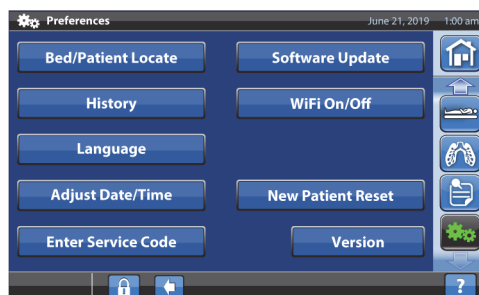 Preferences June 21, 2019 1:00 am
Bed/Patient Locate Software Update
History WiFi On/Off
Language
Adjust Date/Time New Patient Reset
Enter Service Code Version
?